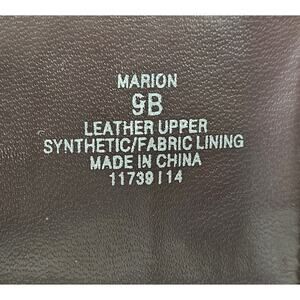 MARION
9B
LEATHER UPPER
SYNTHETIC/FABRIC LINING
MADE IN CHINA
11739 I 14